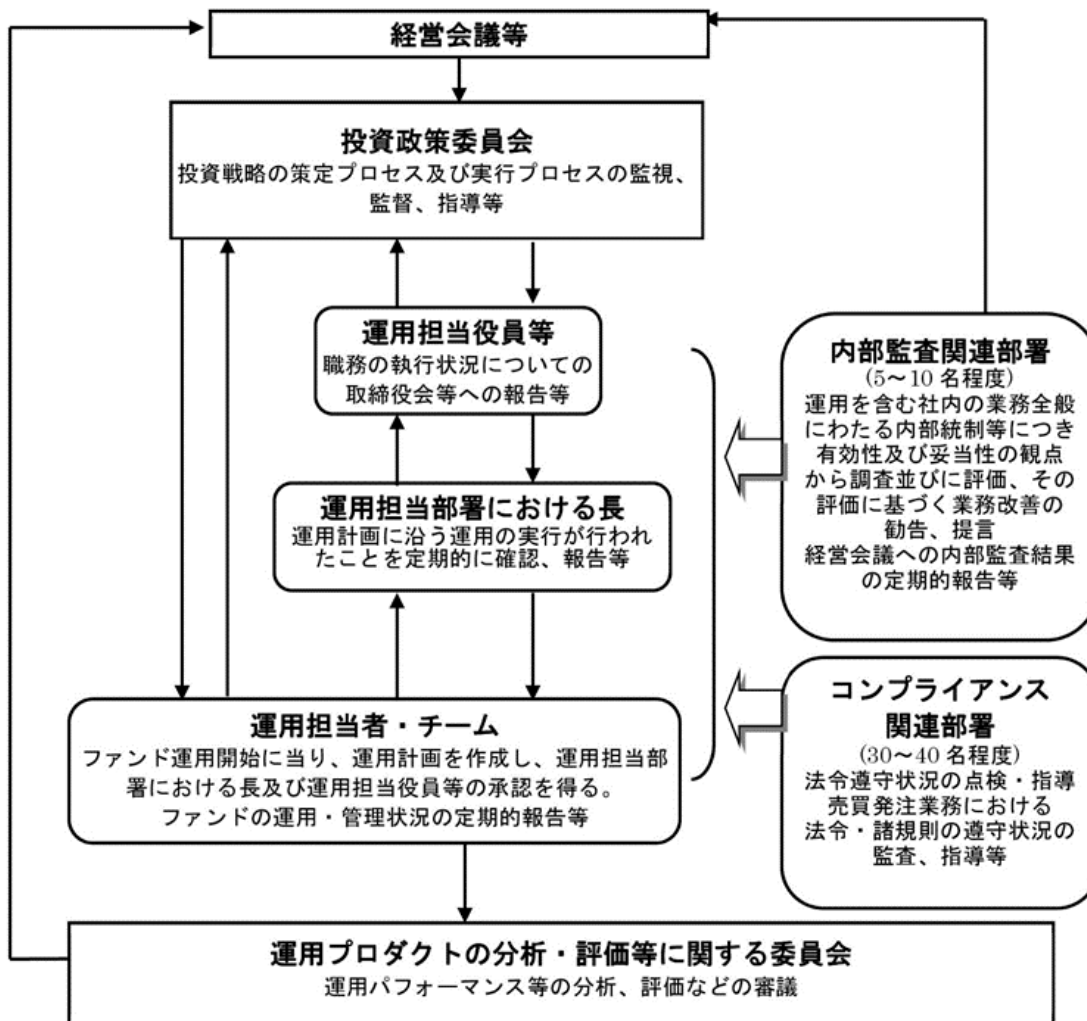 経営会議等
投資政策委員会
投資戦略の策定プロセス及び実行プロセスの監視、
監督、指導等
運用担当役員等
職務の執行状況についての
取締役会等への報告等
運用担当部署における長
運用計画に沿う運用の実行が行われ
たことを定期的に確認、報告等
運用担当者・チーム
ファンド運用開始に当り、運用計画を作成し、運用担当部
署における長及び運用担当役員等の承認を得る。
ファンドの運用・管理状況の定期的報告等
内部監査関連部署
(5～10 名程度)
運用を含む社内の業務全般
にわたる内部統制等につき
有効性及び妥当性の観点
から調査並びに評価、その
評価に基づく業務改善の
勧告、提言
経営会議への内部監査結果
の定期的報告等
コンプライアンス
関連部署
(30～40 名程度)
法令遵守状況の点検・指導
売買発注業務における
法令・諸規則の遵守状況の
監査、指導等
運用プロダクトの分析・評価等に関する委員会
運用パフォーマンス等の分析、評価などの審議